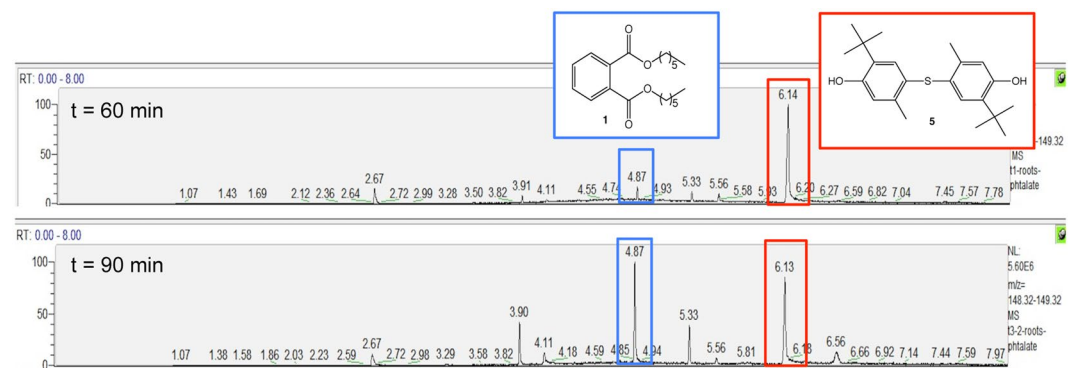 RT: 0.00 - 8.00
t = 60 min
100
50
0
1.07 1.43 1.69 2.12 2.36 2.64 2.67 2.72 2.99 3.28 3.50 3.82 3.91 4.11 4.55 4.87 4.93 5.33 5.56 5.58 6.14 6.20 6.27 6.59 6.82 7.04 7.45 7.57 7.78
O
O
( )5
O
( )5
O
1
HO
S
OH
5
-149.32
MS
t1-roots-
phtalate
RT: 0.00 - 8.00
t = 90 min
100
50
0
1.07 1.38 1.58 1.86 2.03 2.23 2.59 2.67 2.72 2.98 3.29 3.58 3.82 3.90 4.11 4.18 4.59 4.85 4.87 4.94 5.33 5.56 5.81 6.13 6.18 6.56 6.66 6.92 7.14 7.44 7.59 7.97
NL:
5.60E6
m/z=
148.32-149.32
MS
t3-2-roots-
phtalate